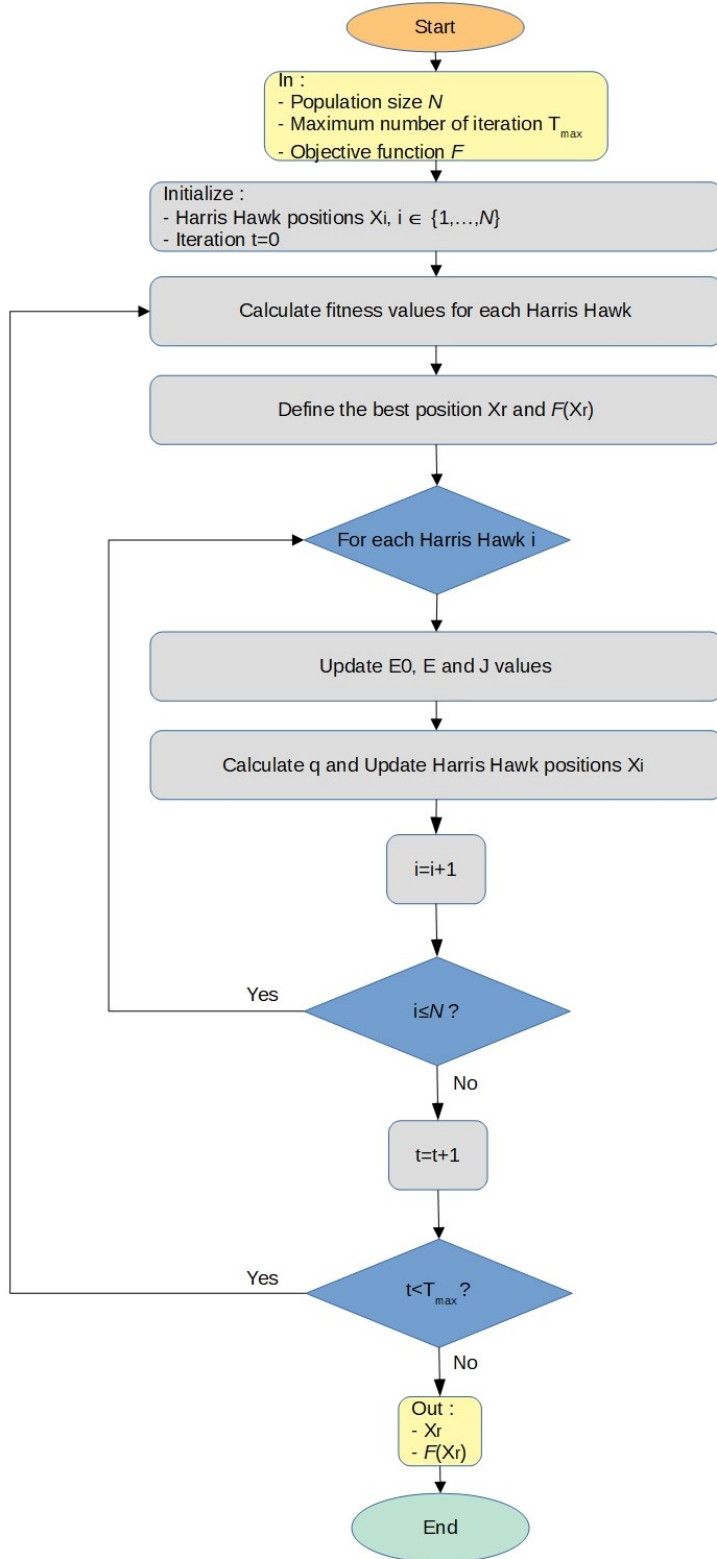 Start
In :
- Population size N
- Maximum number of iteration Tmax
- Objective function F
Initialize :
- Harris Hawk positions Xi, i ∈ {1,...,N}
- Iteration t=0
Calculate fitness values for each Harris Hawk
Define the best position Xr and F(Xr)
For each Harris Hawk i
Update E0, E and J values
Calculate q and Update Harris Hawk positions Xi
i=i+1
Yes
i≤N ?
No
t=t+1
Yes
t<Tmax ?
No
Out :
- Xr
- F(Xr)
End